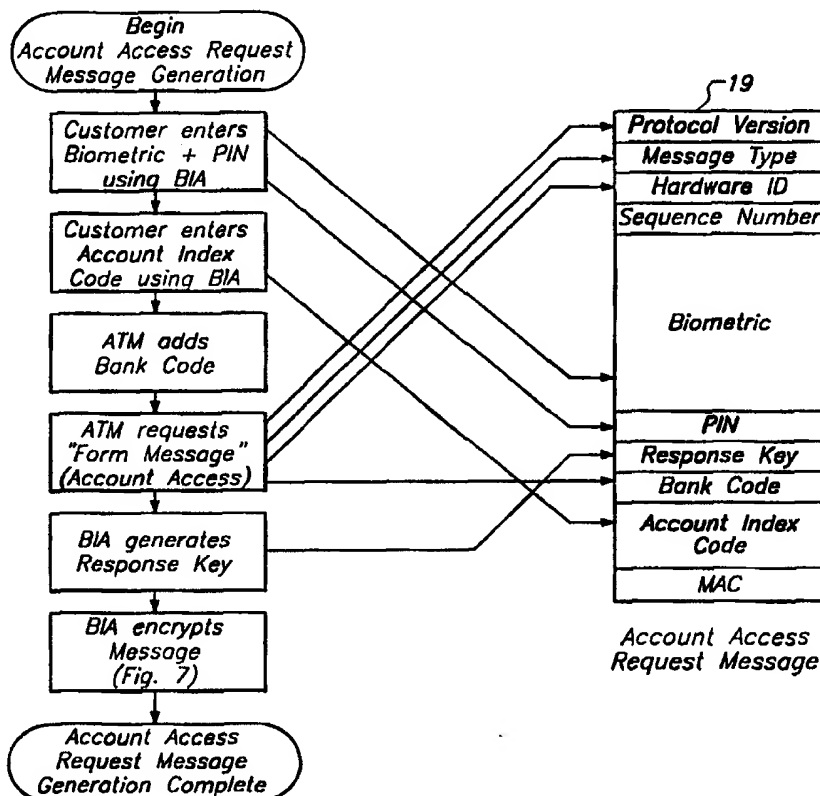 Begin
Account Access Request
Message Generation
Customer enters
Biometric + PIN
using BIA
Customer enters
Account Index
Code using BIA
ATM adds
Bank Code
ATM requests
"Form Message"
(Account Access)
BIA generates
Response Key
BIA encrypts
Message
(Fig. 7)
Account Access
Request Message
Generation Complete
19
Protocol Version
Message Type
Hardware ID
Sequence Number
Biometric
PIN
Response Key
Bank Code
Account Index
Code
MAC
Account Access
Request Message